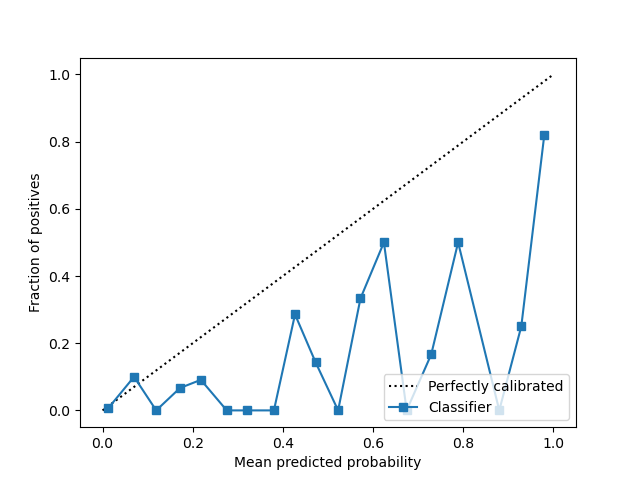 1.0
0.8
0.6
0.4
0.2
0.0
Fraction of positives
Perfectly calibrated
Classifier
0.0 0.2 0.4 0.6 0.8 1.0
Mean predicted probability